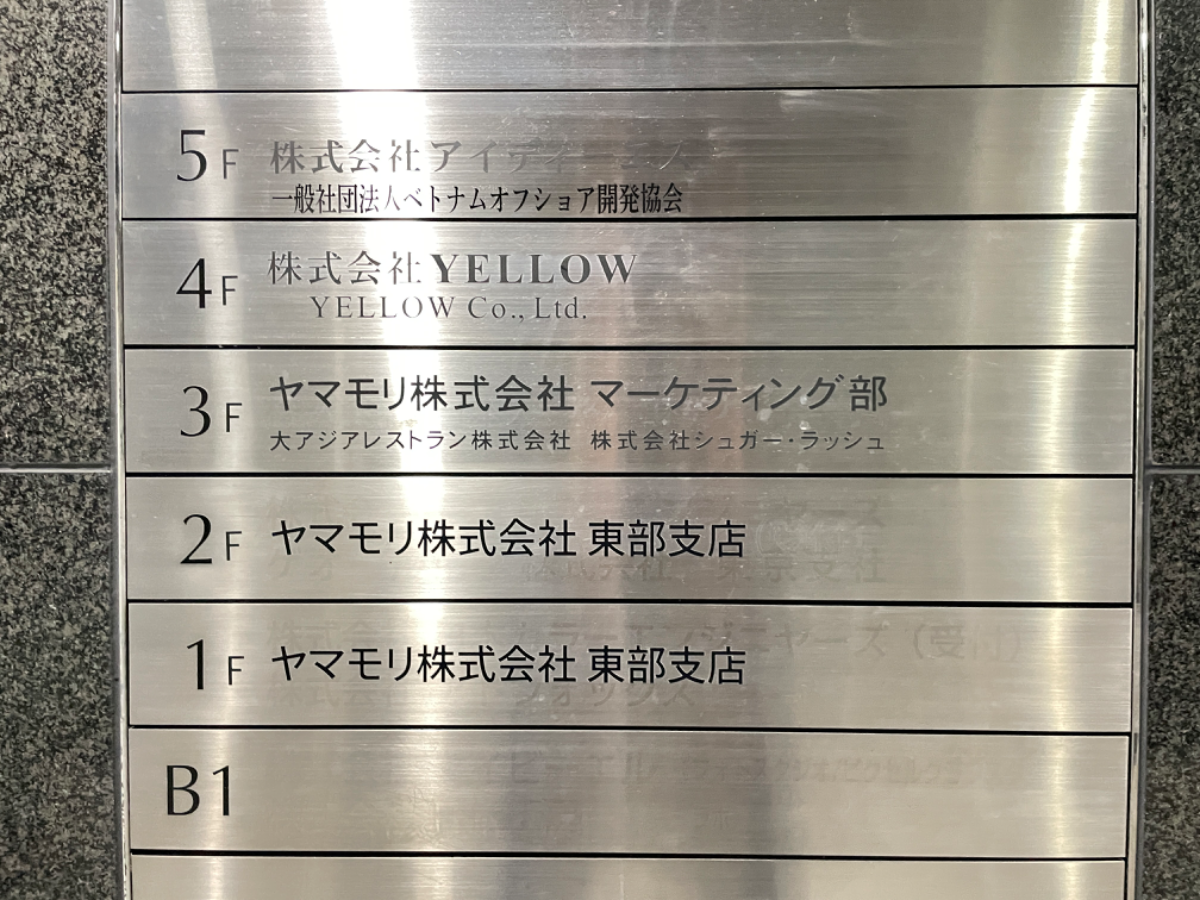 5F 株式会社アイディーエス
一般社団法人ベトナムオフショア開発協会
4F 株式会社YELLOW
YELLOW Co., Ltd.
3F ヤマモリ株式会社 マーケティング部
大アジアレストラン株式会社 株式会社シュガー・ラッシュ
2F ヤマモリ株式会社 東部支店
1F ヤマモリ株式会社 東部支店
B1